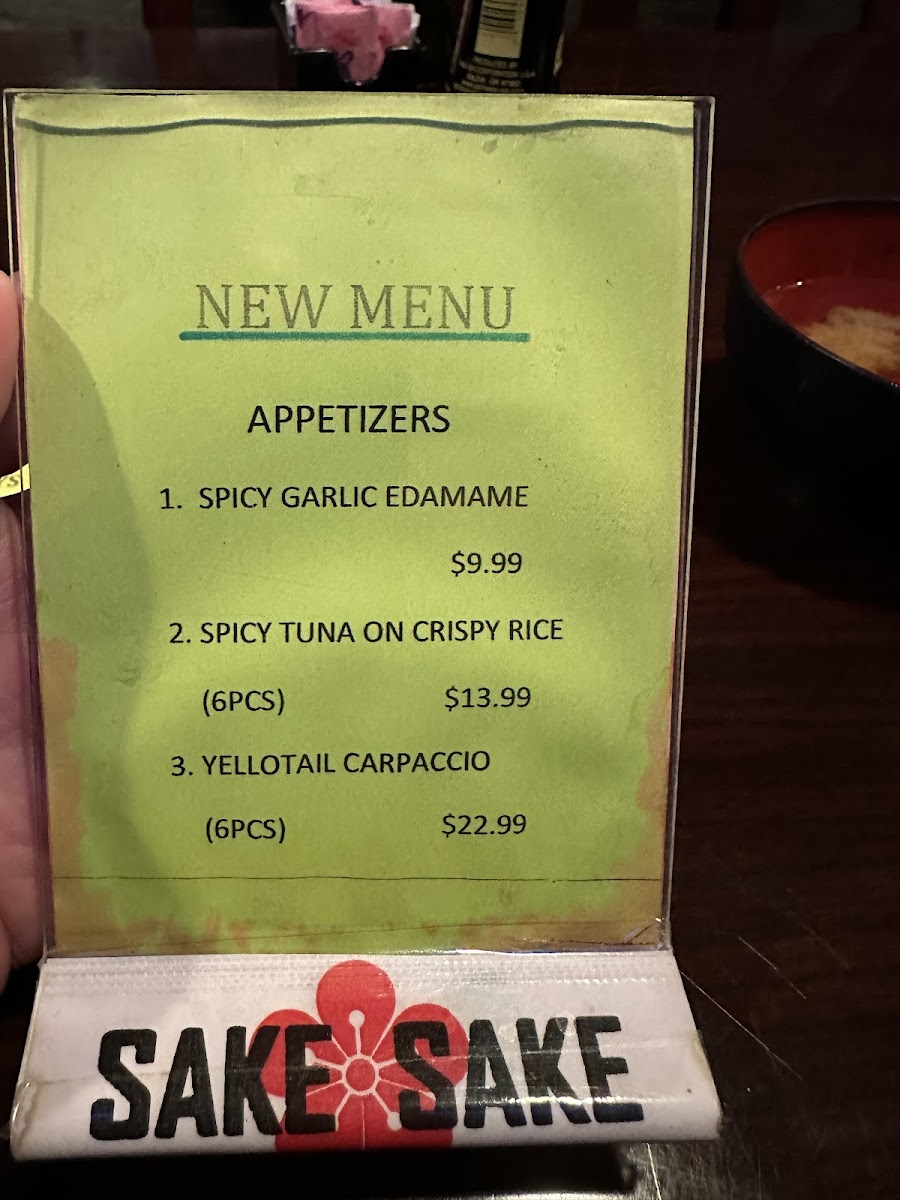 NEW MENU
APPETIZERS
1. SPICY GARLIC EDAMAME
$9.99
2. SPICY TUNA ON CRISPY RICE
(6PCS) $13.99
3. YELLOTAIL CARPACCIO
(6PCS) $22.99
SAKE SAKE